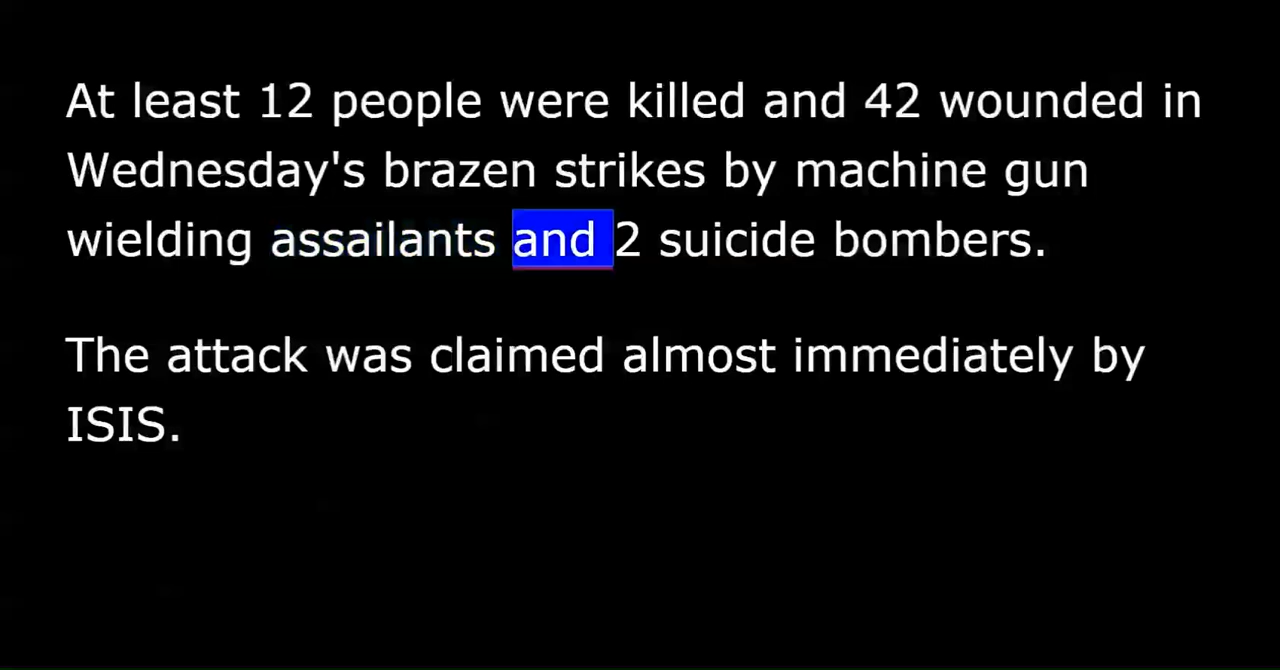 At least 12 people were killed and 42 wounded in
Wednesday's brazen strikes by machine gun
wielding assailants and 2 suicide bombers.
The attack was claimed almost immediately by
ISIS.